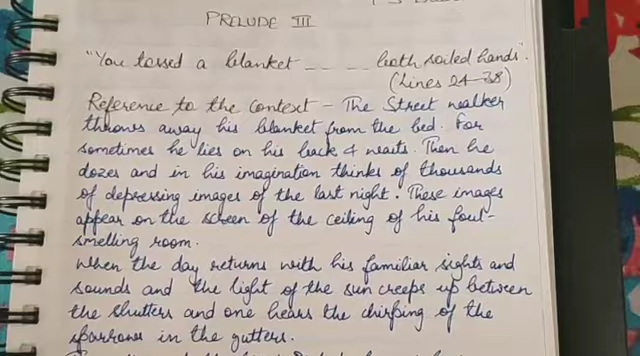 PRELUDE III
"You tossed a blanket _ _ _ both soiled hands".
(Lines 24-38)
Reference to the context - The Street walker
throws away his blanket from the bed. For
sometimes he lies on his back & waits. Then he
dozes and in his imagination thinks of thousands
of depressing images of the last night. These images
appear on the screen of the ceiling of his foul-
smelling room.
When the day returns with his familiar sights and
sounds and the light of the sun creeps up between
the shutters and one hears the chirping of the
sparrows in the gutters.